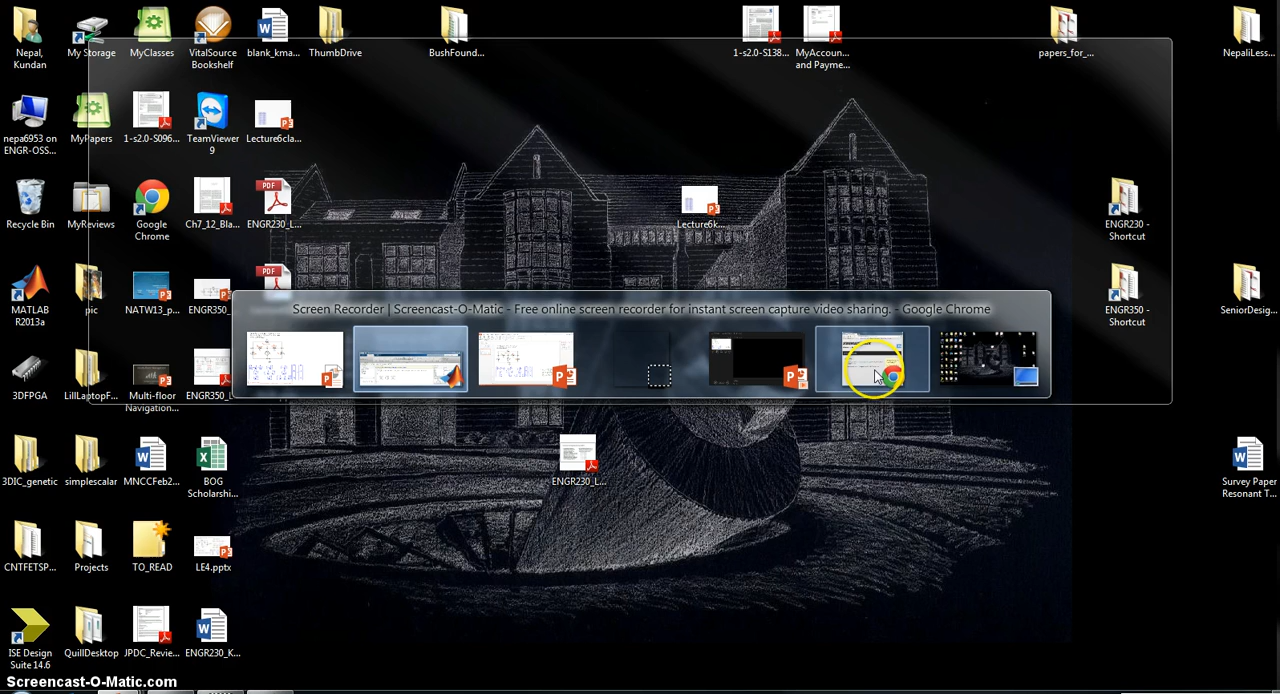 Nepal,
Kundan
My Storage
MyClasses
VitalSource
Bookshelf
blank_kma...
ThumbDrive
BushFound...
1-s2.0-S138...
MyAccoun...
and Payme...
papers_for_...
NepaliLess...
nepa6953 on
ENGR-OSS...
MyPapers
1-s2.0-S096...
TeamViewer
9
Lecture6cla...
Recycle Bin
MyReviews
Google
Chrome
Ch7_12_Bla...
PDF
ENGR230_L...
Lecture6k...
ENGR230 -
Shortcut
MATLAB
R2013a
pic
NATW13_p...
ENGR350_
PDF
ENGR350 -
Shortcut
SeniorDesig...
Screen Recorder | Screencast-O-Matic - Free online screen recorder for instant screen capture video sharing. - Google Chrome
3DFPGA
LillLaptopF...
Multi-floor
Navigation...
ENGR350_L
3DIC_genetic
simplescalar
MNCCFeb2...
BOG
Scholarshi...
ENGR230_L...
Survey Paper
Resonant T...
CNTFETSP...
Projects
TO_READ
LE4.pptx
ISE Design
Suite 14.6
QuillDesktop
JPDC_Revie...
ENGR230_K...
Screencast-O-Matic.com